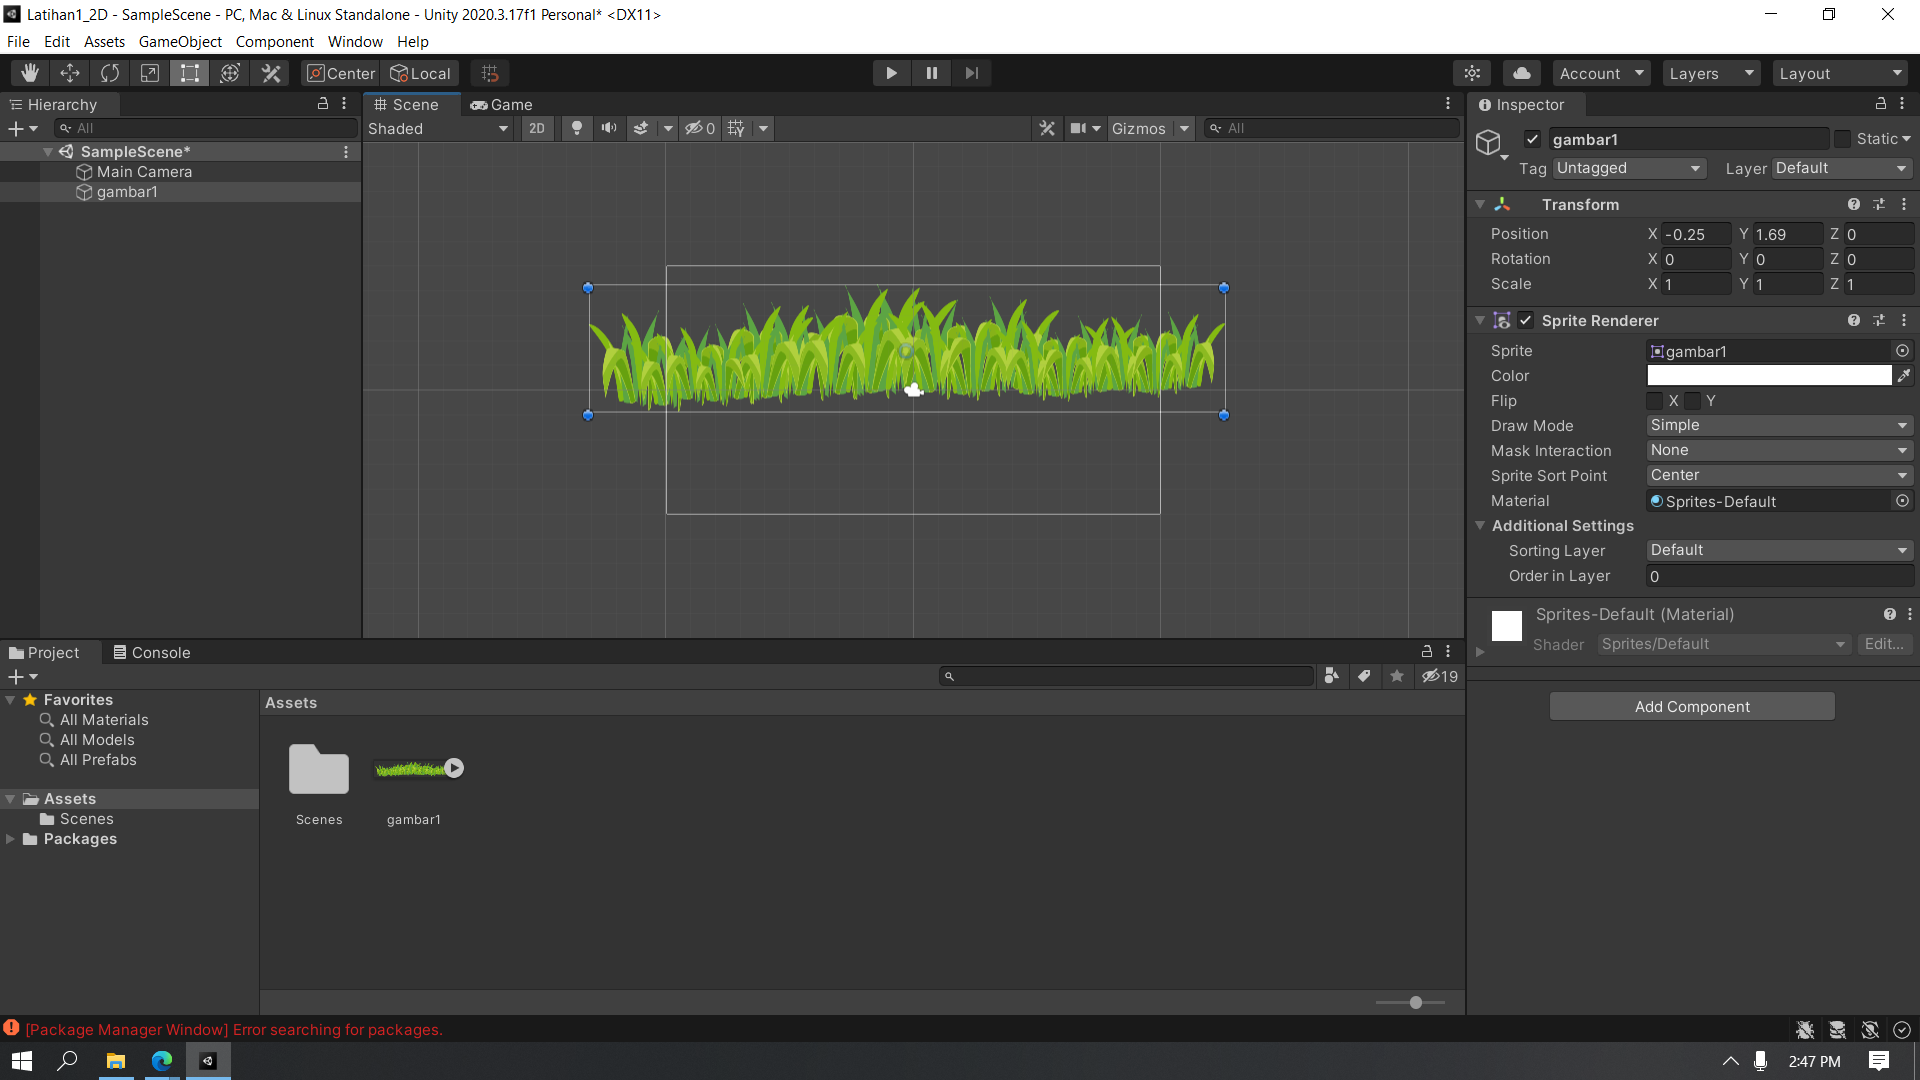 Latihan1_2D - SampleScene - PC, Mac & Linux Standalone - Unity 2020.3.17f1 Personal* <DX11>
File Edit Assets GameObject Component Window Help
Center Local Account Layers Layout
Hierarchy
All
SampleScene*
Main Camera
gambar1
Scene Game
Shaded 2D 0 Gizmos All
Inspector
gambar1 Static
Tag Untagged Layer Default
Transform
Position X -0.25 Y 1.69 Z 0
Rotation X 0 Y 0 Z 0
Scale X 1 Y 1 Z 1
Sprite Renderer
Sprite gambar1
Color
Flip X Y
Draw Mode Simple
Mask Interaction None
Sprite Sort Point Center
Material Sprites-Default
Additional Settings
Sorting Layer Default
Order in Layer 0
Sprites-Default (Material)
Shader Sprites/Default Edit...
Add Component
Project Console
19
Favorites
All Materials
All Models
All Prefabs
Assets
Scenes
Packages
Assets
Scenes gambar1
[Package Manager Window] Error searching for packages.
2:47 PM